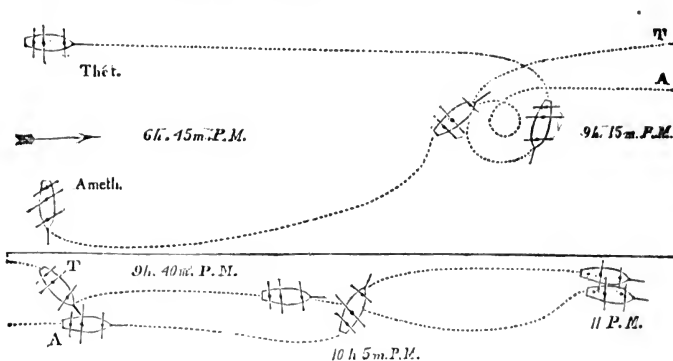 T
Thét.
A
6h. 45m. P.M.
9h. 15m. P.M.
Ameth.
T
9h. 40m. P.M.
A
11 P.M.
10 h 5 m. P.M.